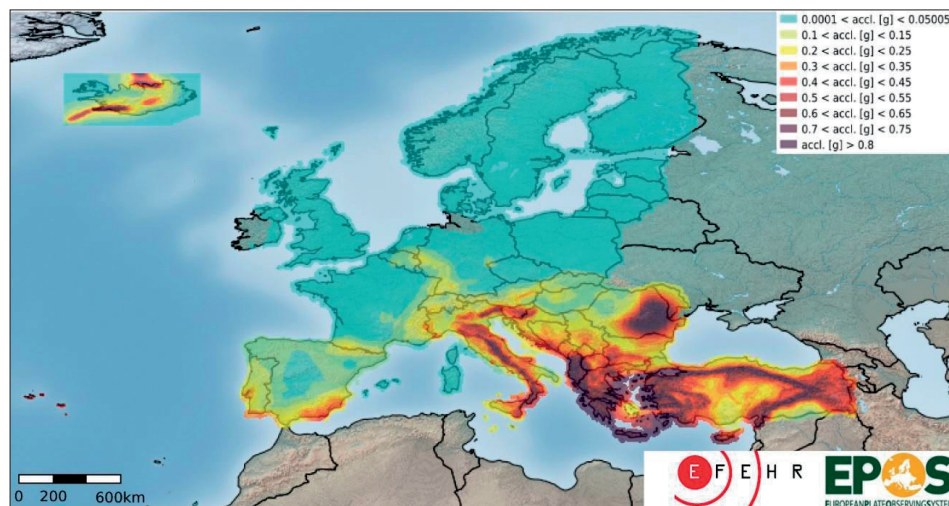 0.0001 < accl. [g] < 0.05005
0.1 < accl. [g] < 0.15
0.2 < accl. [g] < 0.25
0.3 < accl. [g] < 0.35
0.4 < accl. [g] < 0.45
0.5 < accl. [g] < 0.55
0.6 < accl. [g] < 0.65
0.7 < accl. [g] < 0.75
accl. [g] > 0.8
0 200 600km
E F E H R
EPOS
EUROPEANPLATEOBSERVINGSYSTEM